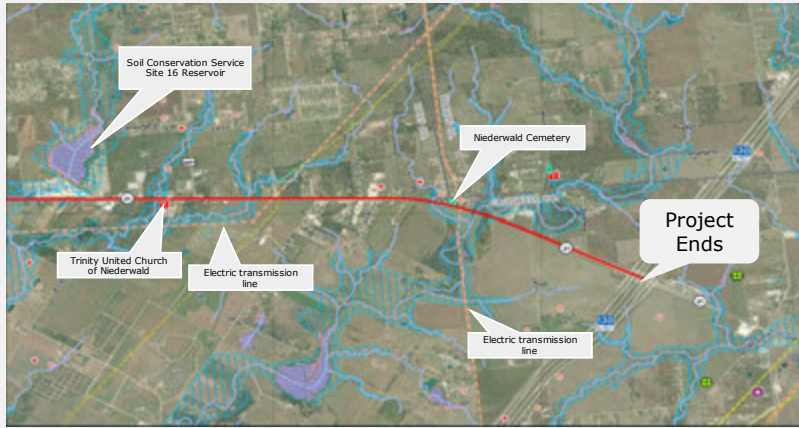 Soil Conservation Service
Site 16 Reservoir
Niederwald Cemetery
Project
Ends
Trinity United Church
of Niederwald
Electric transmission
line
Electric transmission
line